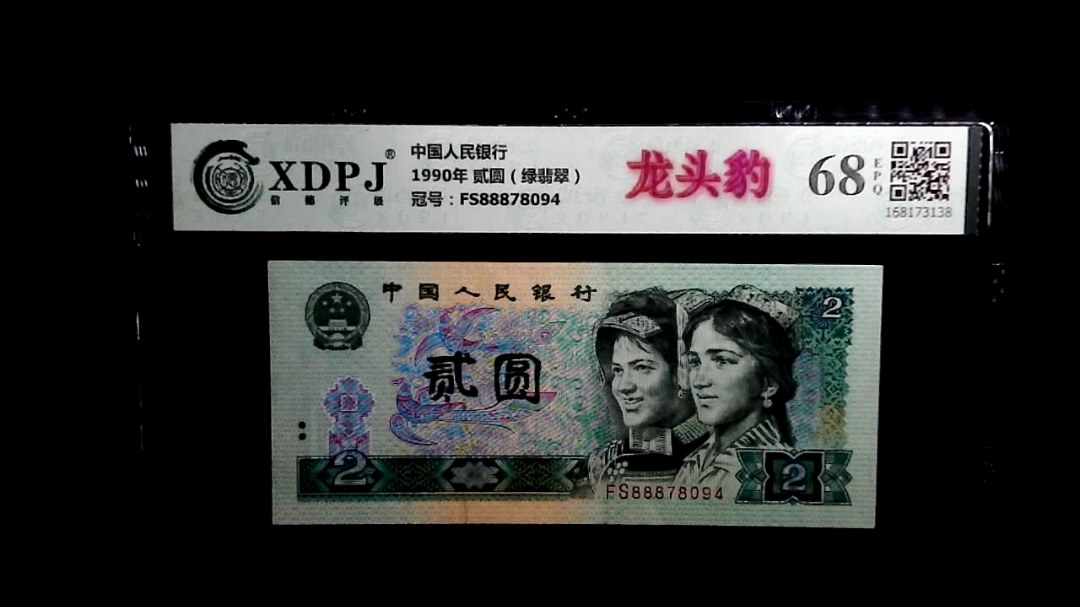 XDPJ®
信德评级
中国人民银行
1990年 贰圆（绿翡翠）
冠号：FS88878094
龙头豹
68
EPQ
168173138
中国人民银行
2
贰圆
2
2
FS88878094